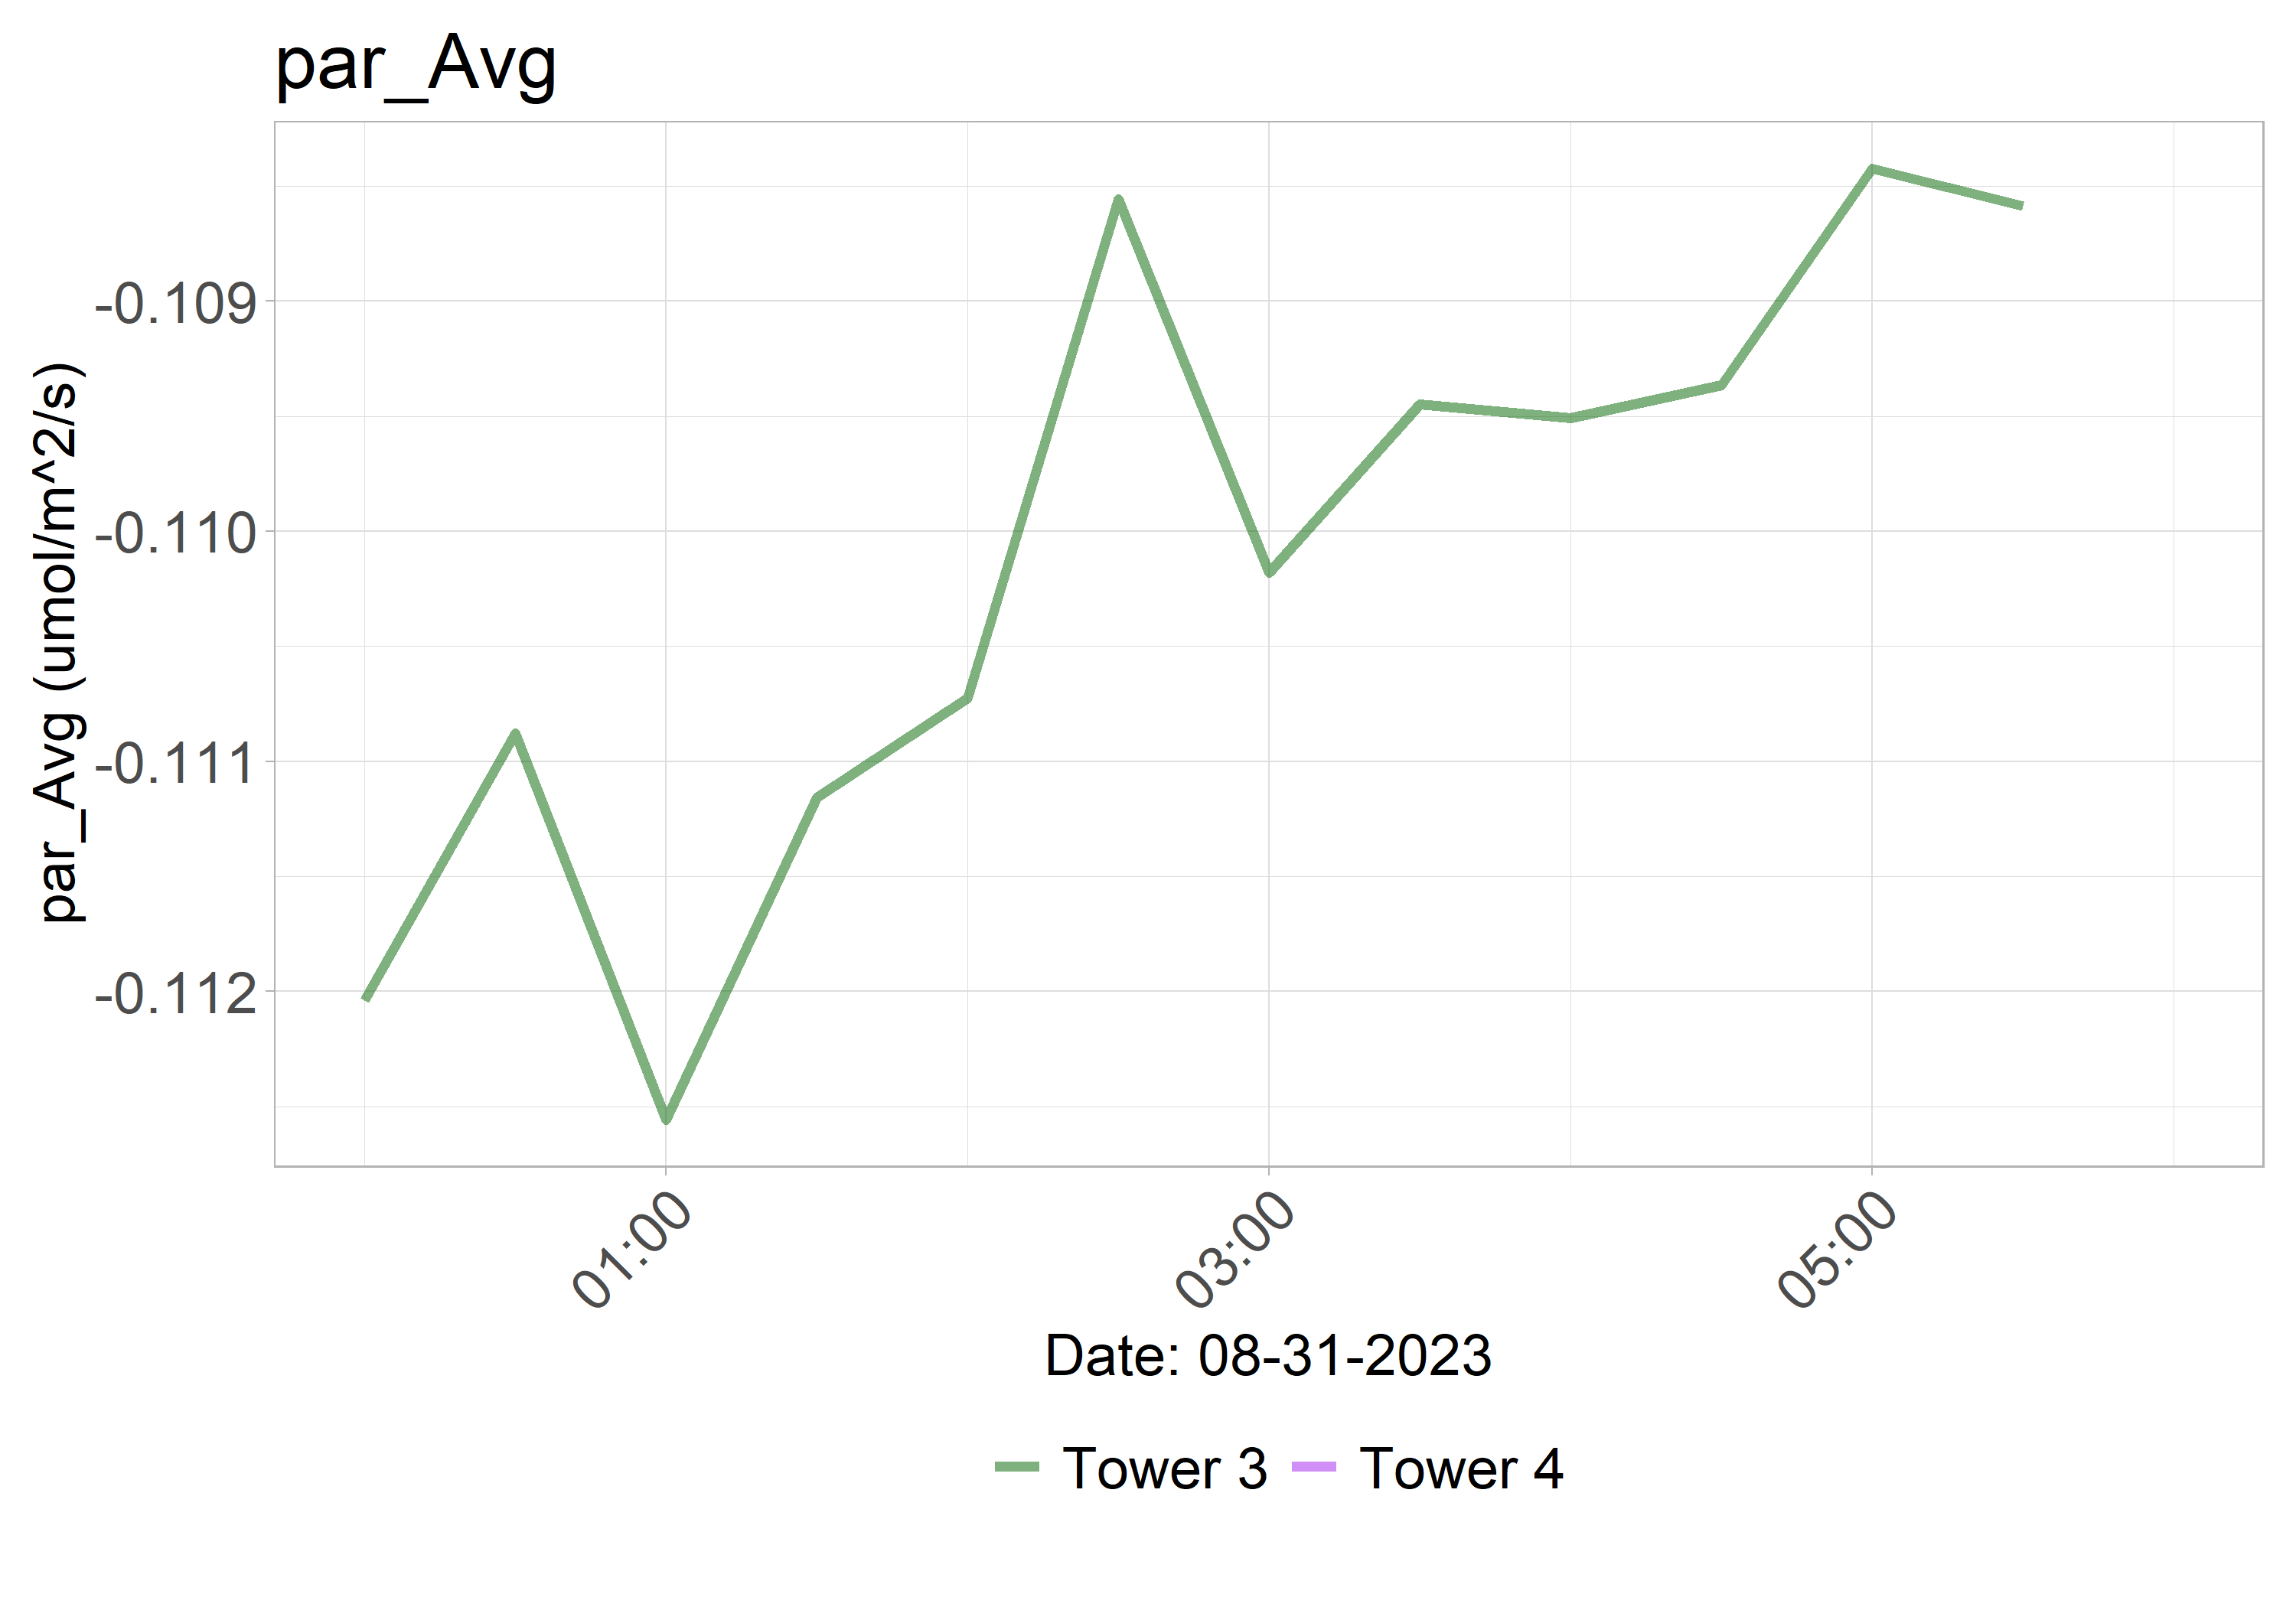 par_Avg
par_Avg (umol/m^2/s)
-0.109
-0.110
-0.111
-0.112
01:00
03:00
05:00
Date: 08-31-2023
Tower 3
Tower 4